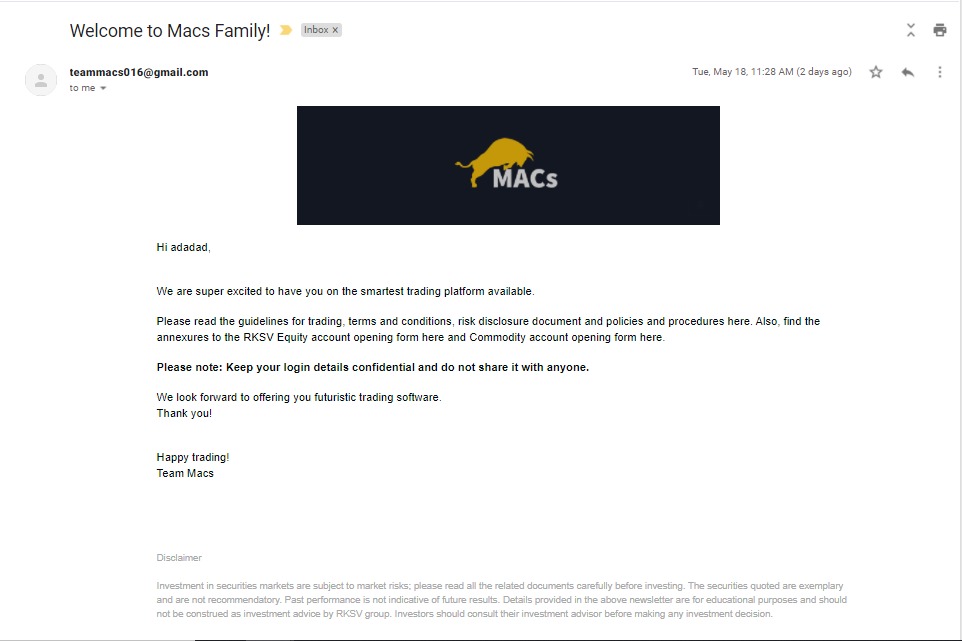 Welcome to Macs Family!
Inbox x
teammacs016@gmail.com
Tue, May 18, 11:28 AM (2 days ago)
to me
MACs
Hi adadad,
We are super excited to have you on the smartest trading platform available.
Please read the guidelines for trading, terms and conditions, risk disclosure document and policies and procedures here. Also, find the
annexures to the RKSV Equity account opening form here and Commodity account opening form here.
Please note: Keep your login details confidential and do not share it with anyone.
We look forward to offering you futuristic trading software.
Thank you!
Happy trading!
Team Macs
Disclaimer
Investment in securities markets are subject to market risks; please read all the related documents carefully before investing. The securities quoted are exemplary
and are not recommendatory. Past performance is not indicative of future results. Details provided in the above newsletter are for educational purposes and should
not be construed as investment advice by RKSV group. Investors should consult their investment advisor before making any investment decision.